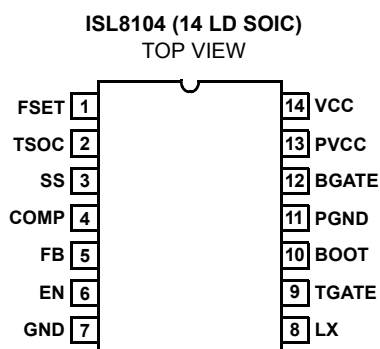 ISL8104 (14 LD SOIC)
TOP VIEW
FSET 1
14 VCC
TSOC 2
13 PVCC
SS 3
12 BGATE
COMP 4
11 PGND
FB 5
10 BOOT
EN 6
9 TGATE
GND 7
8 LX